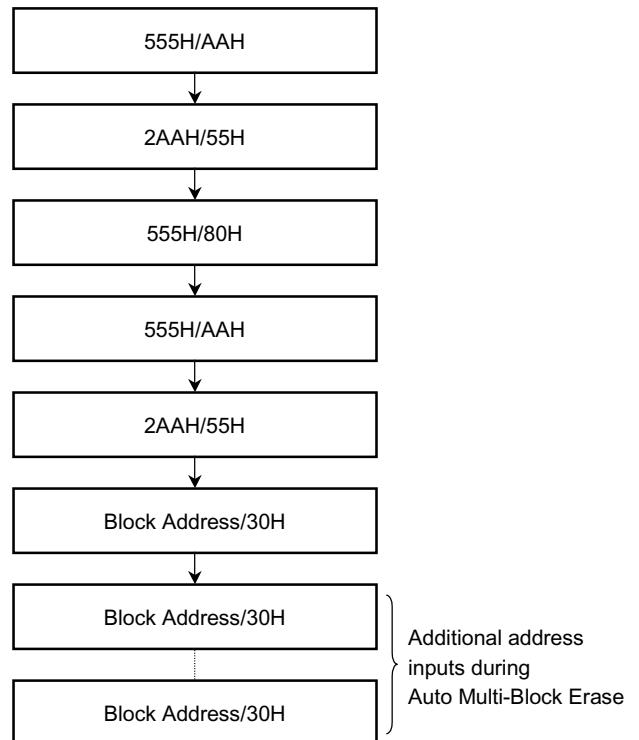 555H/AAH
2AAH/55H
555H/80H
555H/AAH
2AAH/55H
Block Address/30H
Block Address/30H
Additional address
inputs during
Auto Multi-Block Erase
Block Address/30H